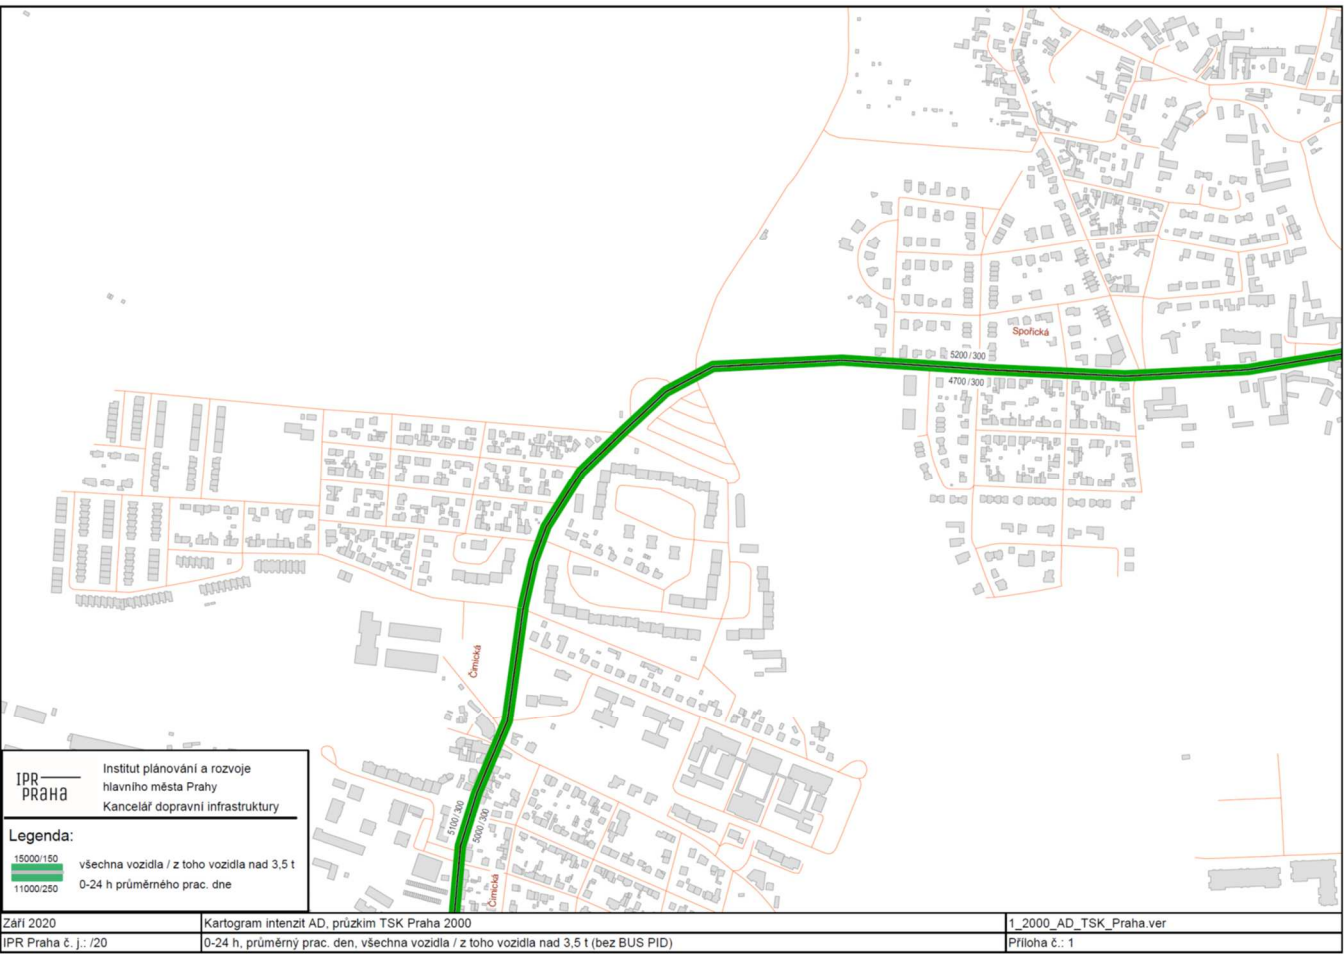 Spořická
5200/300
4700/300
Čimická
5100/300
5000/300
Čimická
IPR
PRAHA
Institut plánování a rozvoje
hlavního města Prahy
Kancelář dopravní infrastruktury
Legenda:
15000/150
11000/250
všechna vozidla / z toho vozidla nad 3,5 t
0-24 h průměrného prac. dne
Září 2020
Kartogram intenzit AD, průzkim TSK Praha 2000
1_2000_AD_TSK_Praha.ver
IPR Praha č. j.: /20
0-24 h, průměrný prac. den, všechna vozidla / z toho vozidla nad 3,5 t (bez BUS PID)
Příloha č.: 1